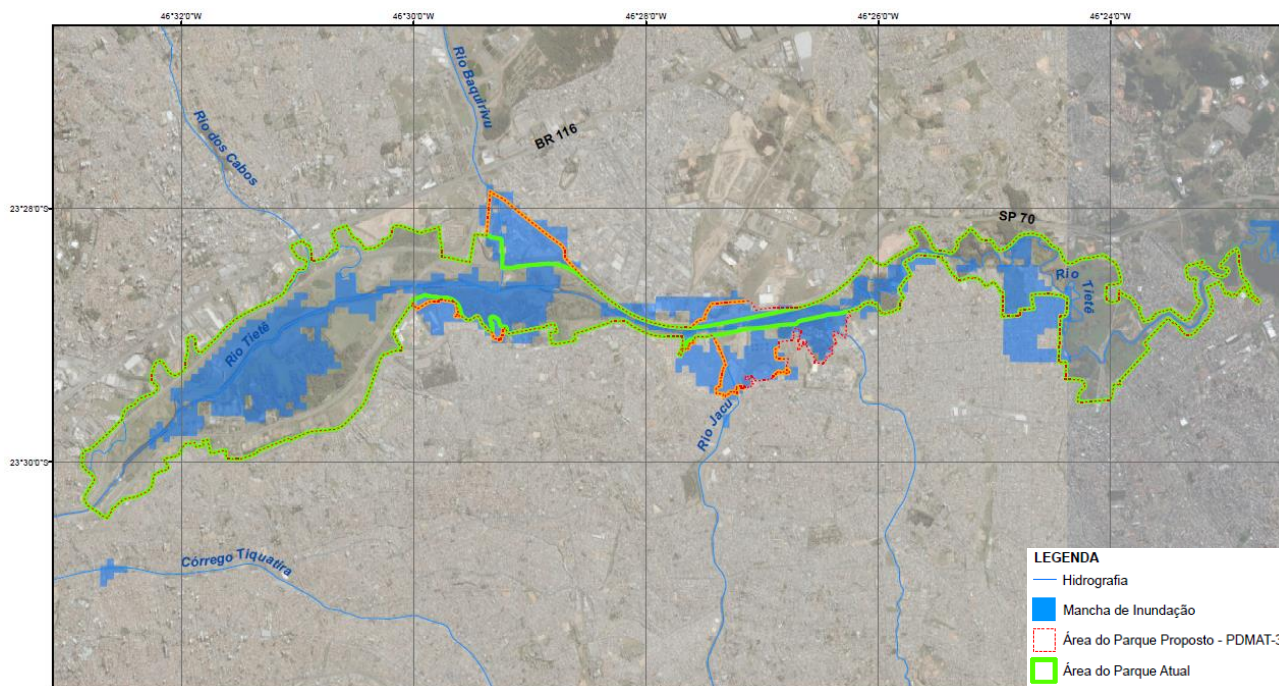 46°32'0"W
46°30'0"W
46°28'0"W
46°26'0"W
46°24'0"W
Rio Baquirivu
BR 116
Rio dos Cabos
23°28'0"S
SP 70
Rio
Tietê
Rio Tietê
Rio Jacu
23°30'0"S
Córrego Tiquatira
LEGENDA
Hidrografia
Mancha de Inundação
Área do Parque Proposto - PDMAT-3
Área do Parque Atual